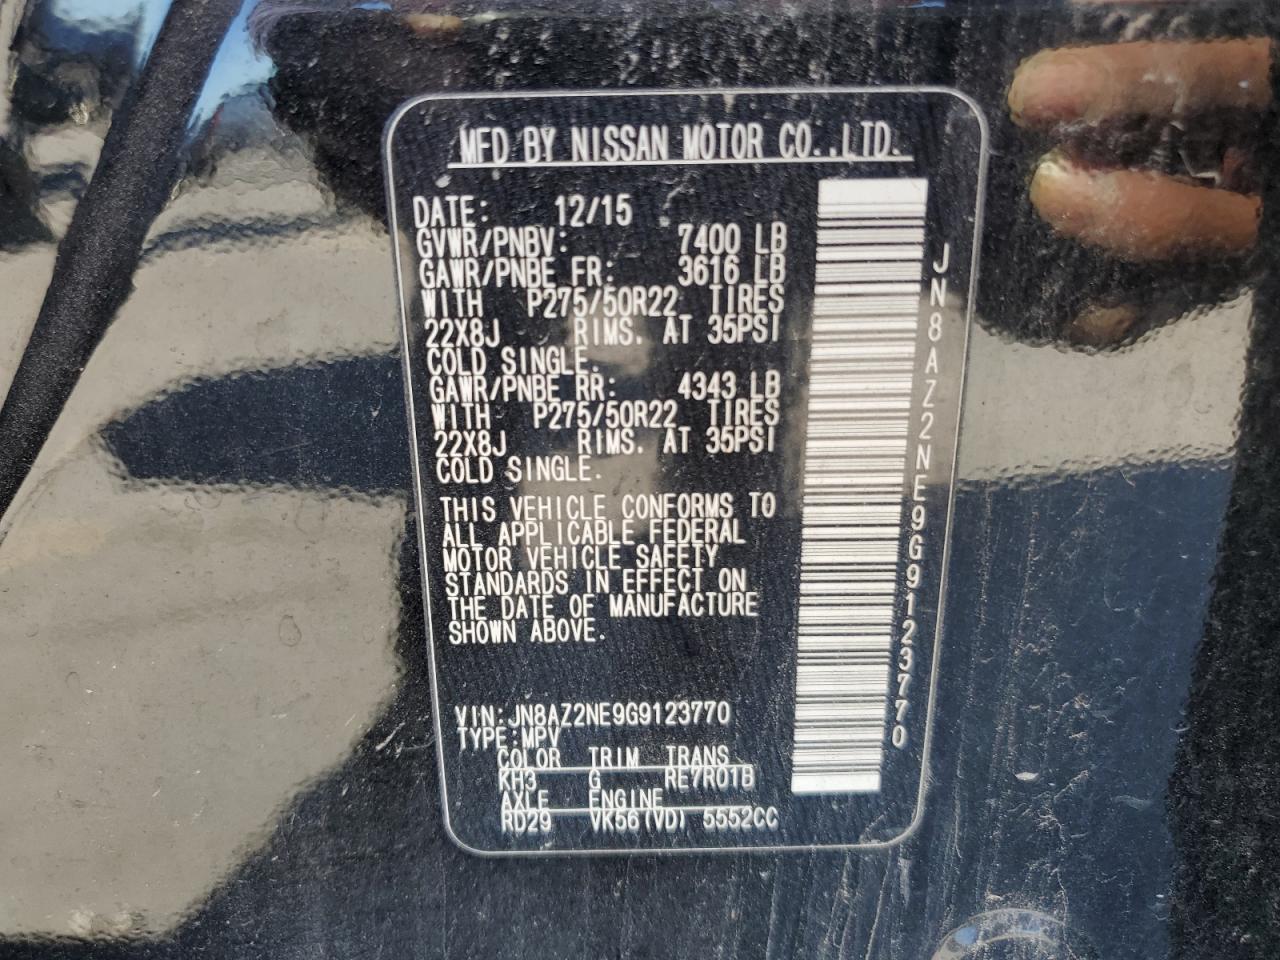 MFD BY NISSAN MOTOR CO.,LTD.
DATE: 12/15
GVWR/PNBV: 7400 LB
GAWR/PNBE FR: 3616 LB
WITH P275/50R22 TIRES
22X8J RIMS. AT 35PSI
COLD SINGLE.
GAWR/PNBE RR: 4343 LB
WITH P275/50R22 TIRES
22X8J RIMS. AT 35PSI
COLD SINGLE.
THIS VEHICLE CONFORMS TO
ALL APPLICABLE FEDERAL
MOTOR VEHICLE SAFETY
STANDARDS IN EFFECT ON
THE DATE OF MANUFACTURE
SHOWN ABOVE.
VIN:JN8AZ2NE9G9123770
TYPE:MPV
COLOR TRIM TRANS
KH3 G RE7R01B
AXLE ENGINE
RD29 VK56(VD) 5552CC
JN8AZ2NE9G9123770